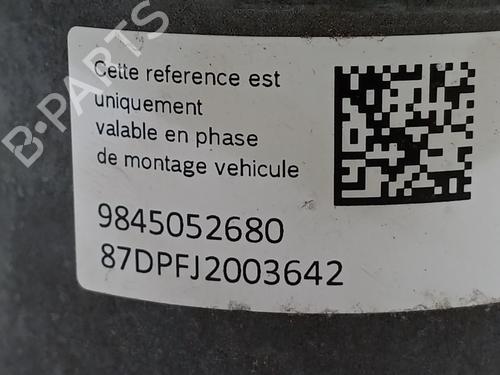 B-PARTS
Cette reference est
uniquement
valable en phase
de montage vehicule
9845052680
87DPFJ2003642